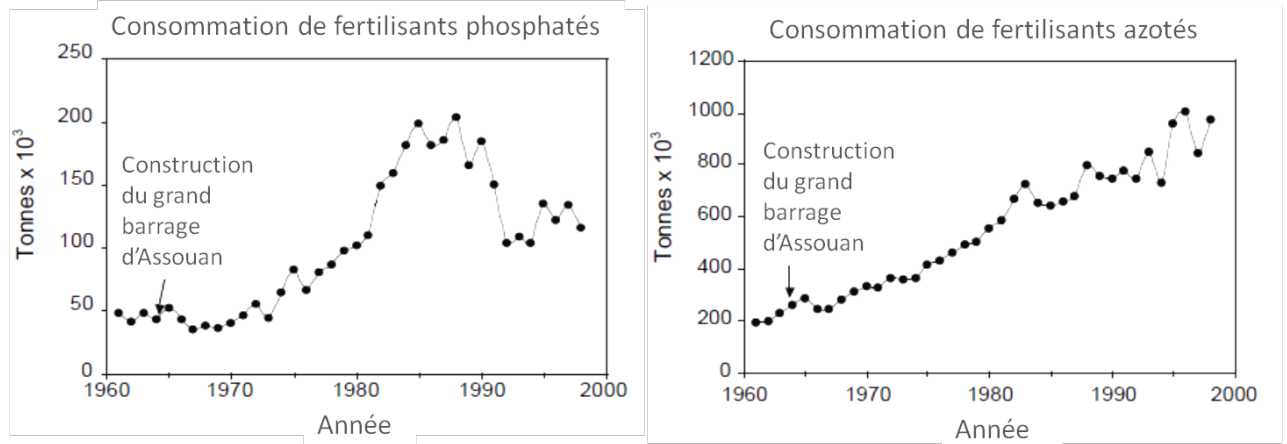 Consommation de fertilisants phosphatés
250
200
150
100
50
0
Tonnes x 10³
Construction
du grand
barrage
d’Assouan
1960 1970 1980 1990 2000
Année
Consommation de fertilisants azotés
1200
1000
800
600
400
200
0
Tonnes x 10³
Construction
du grand
barrage
d’Assouan
1960 1970 1980 1990 2000
Année